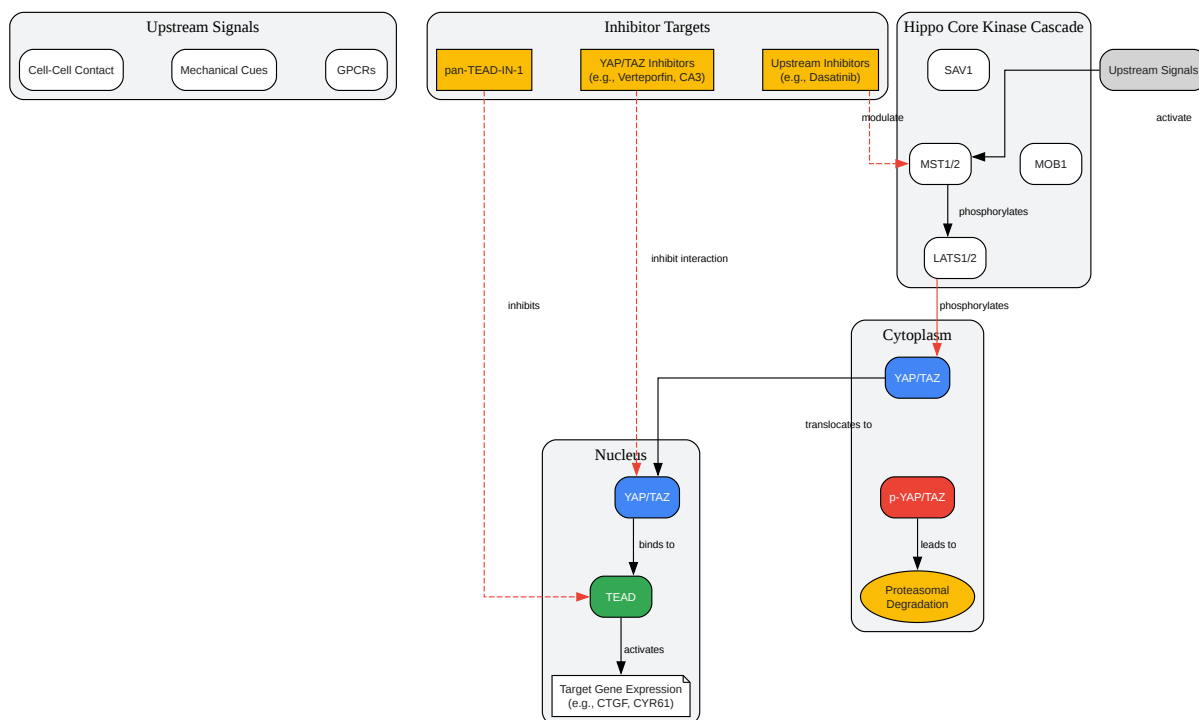 Upstream Signals
Cell-Cell Contact
Mechanical Cues
GPCRs
Inhibitor Targets
pan-TEAD-IN-1
YAP/TAZ Inhibitors
(e.g., Verteporfin, CA3)
Upstream Inhibitors
(e.g., Dasatinib)
Hippo Core Kinase Cascade
SAV1
Upstream Signals
modulate
activate
MST1/2
MOB1
phosphorylates
LATS1/2
inhibit interaction
inhibits
phosphorylates
Cytoplasm
YAP/TAZ
translocates to
Nucleus
YAP/TAZ
p-YAP/TAZ
binds to
leads to
TEAD
Proteasomal
Degradation
activates
Target Gene Expression
(e.g., CTGF, CYR61)